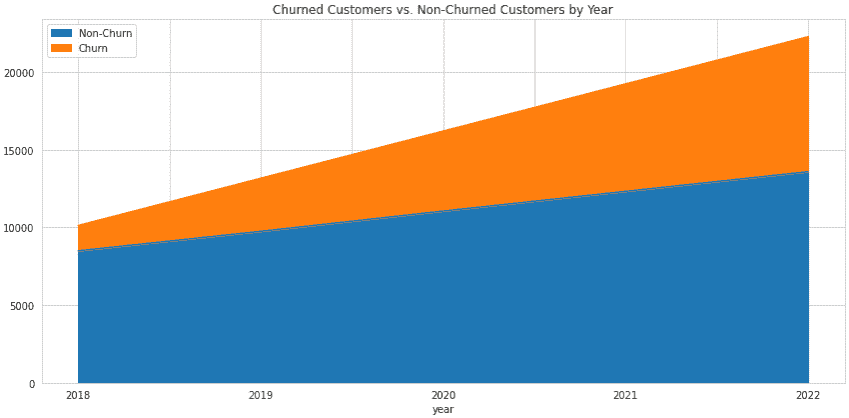 Churned Customers vs. Non-Churned Customers by Year
Non-Churn
Churn
20000
15000
10000
5000
0
2018 2019 2020 2021 2022
year